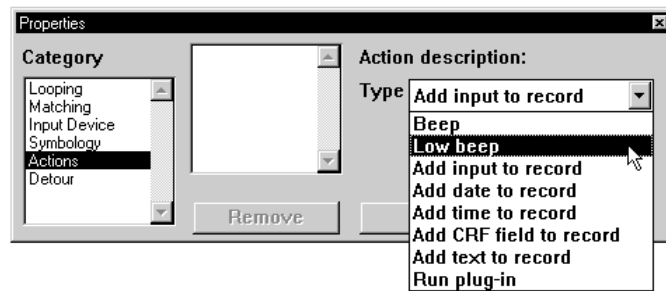 Properties
Category
Looping
Matching
Input Device
Symbology
Actions
Detour
Remove
Action description:
Type
Add input to record
Beep
Low beep
Add input to record
Add date to record
Add time to record
Add CRF field to record
Add text to record
Run plug-in